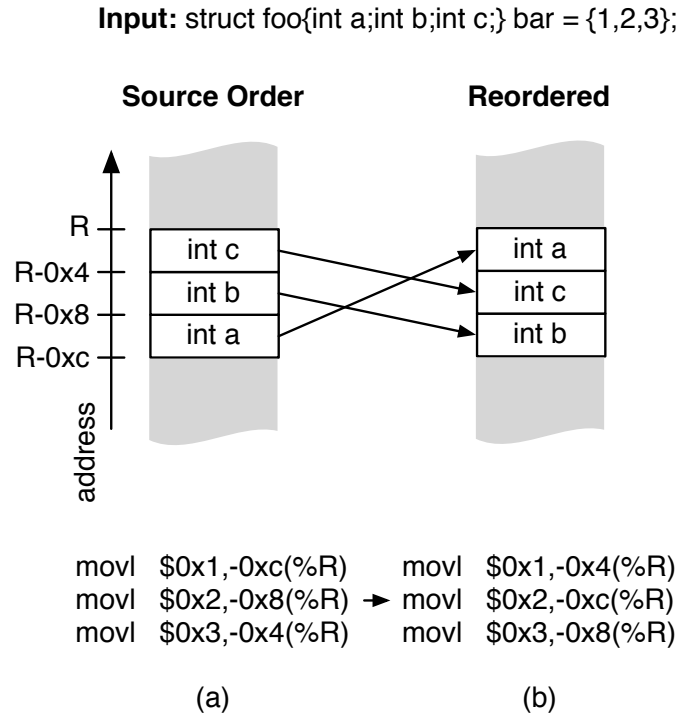 Input: struct foo{int a;int b;int c;} bar = {1,2,3};
Source Order Reordered
R
int c int a
R-0x4
int b int c
R-0x8
int a int b
R-0xc
address
movl $0x1,-0xc(%R) movl $0x1,-0x4(%R)
movl $0x2,-0x8(%R) movl $0x2,-0xc(%R)
movl $0x3,-0x4(%R) movl $0x3,-0x8(%R)
(a) (b)